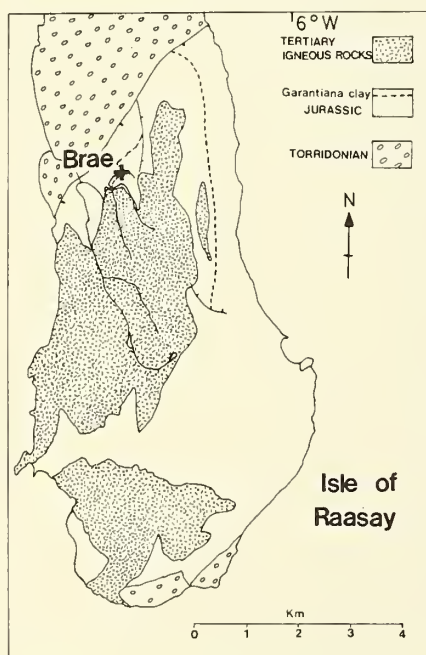 '6°W
TERTIARY
IGNEOUS ROCKS
Garantiana clay
JURASSIC
TORRIDONIAN
Brae
N
Isle of
Raasay
Km
0 1 2 3 4